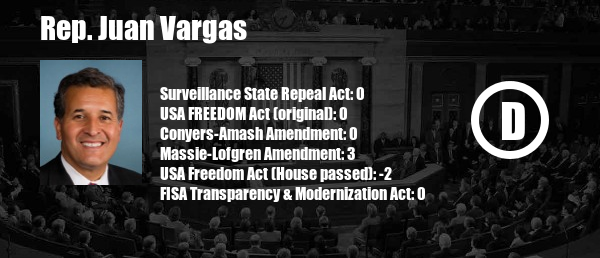 Rep. Juan Vargas
Surveillance State Repeal Act: 0
USA FREEDOM Act (original): 0
Conyers-Amash Amendment: 0
Massie-Lofgren Amendment: 3
USA Freedom Act (House passed): -2
FISA Transparency & Modernization Act: 0
D